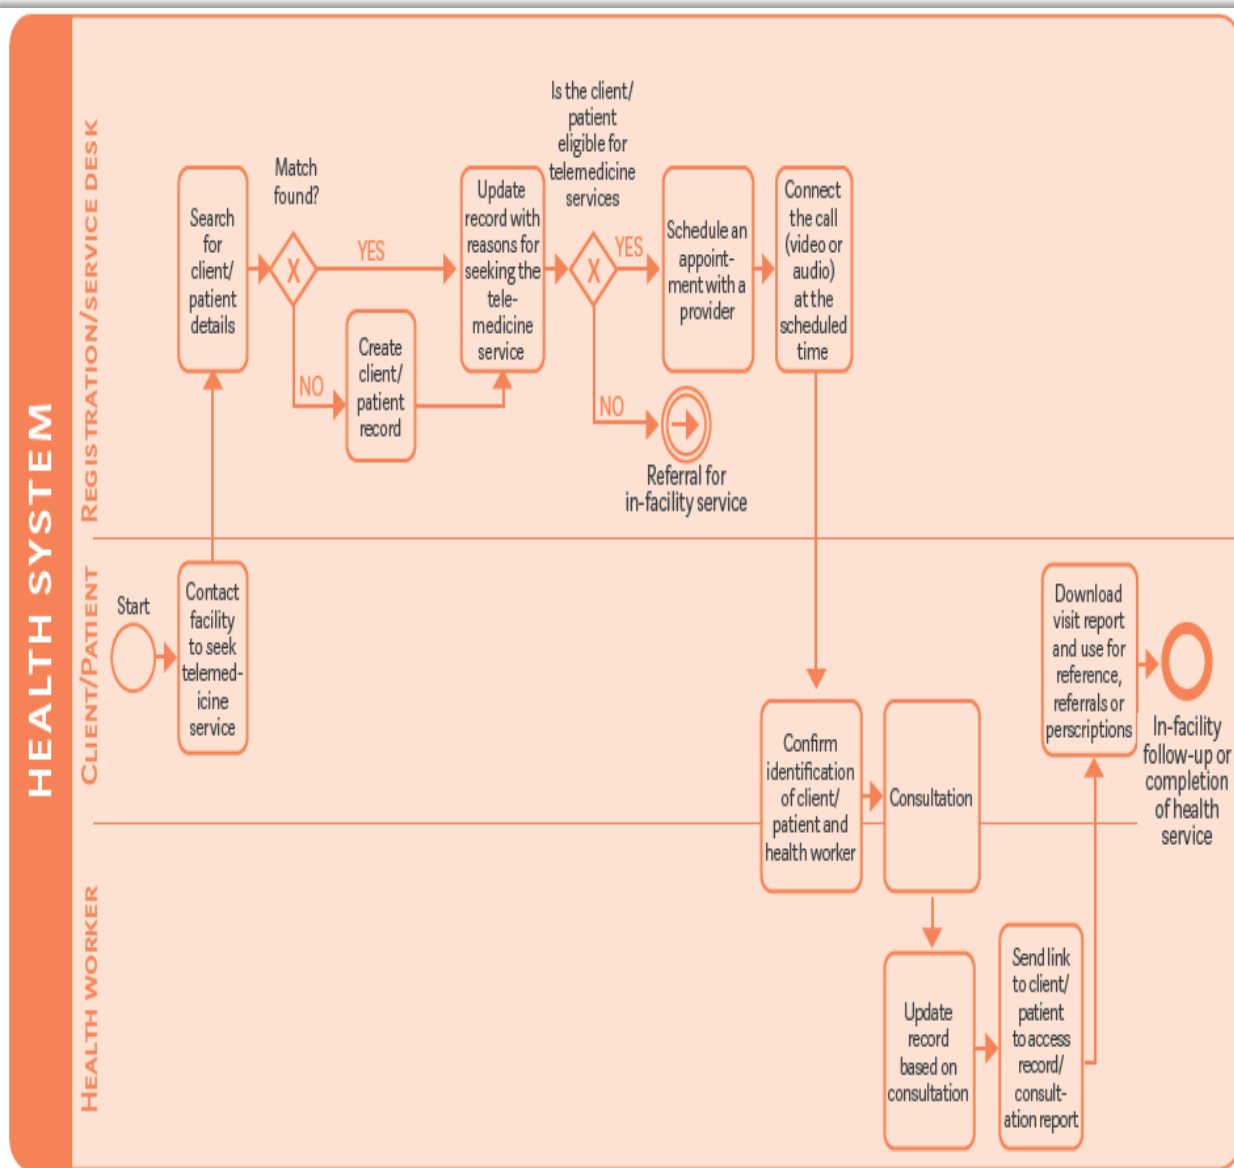 HEALTH SYSTEM
REGISTRATION/SERVICE DESK
Search
for
client/
patient
details
Match
found?
X
YES
NO
Create
client/
patient
record
Update
record with
reasons for
seeking the
tele-
medicine
service
Is the client/
patient
eligible for
telemedicine
services
X
YES
NO
Referral for
in-facility service
Schedule an
appoint-
ment with a
provider
Connect
the call
(video or
audio)
at the
scheduled
time
CLIENT/PATIENT
Start
Contact
facility
to seek
telemed-
icine
service
Confirm
identification
of client/
patient and
health worker
Consultation
Download
visit report
and use for
reference,
referrals or
perscriptions
In-facility
follow-up or
completion
of health
service
HEALTH WORKER
Update
record
based on
consultation
Send link
to client/
patient
to access
record/
consult-
ation report